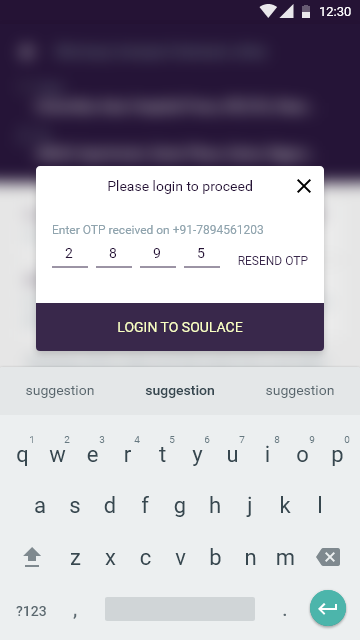 12:30
Please login to proceed
Enter OTP received on +91-7894561203
2 8 9 5 RESEND OTP
LOGIN TO SOULACE
suggestion suggestion suggestion
1 2 3 4 5 6 7 8 9 0
q w e r t y u i o p
a s d f g h j k l
z x c v b n m
?123 , .